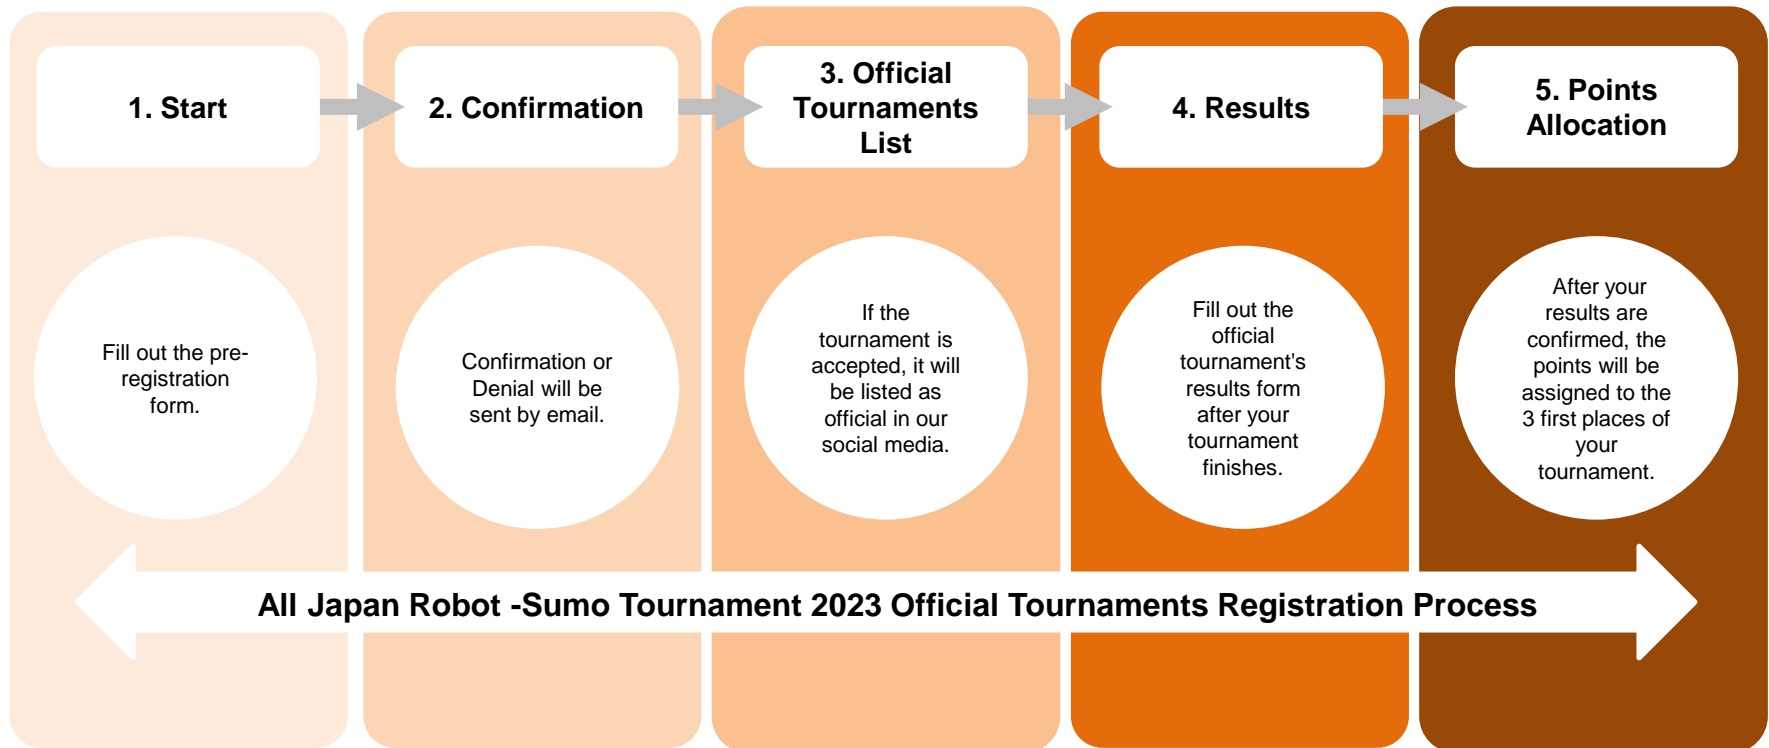 1. Start
2. Confirmation
3. Official
Tournaments
List
4. Results
5. Points
Allocation
Fill out the pre-
registration
form.
Confirmation or
Denial will be
sent by email.
If the
tournament is
accepted, it will
be listed as
official in our
social media.
Fill out the
official
tournament's
results form
after your
tournament
finishes.
After your
results are
confirmed, the
points will be
assigned to the
3 first places of
your
tournament.
All Japan Robot -Sumo Tournament 2023 Official Tournaments Registration Process